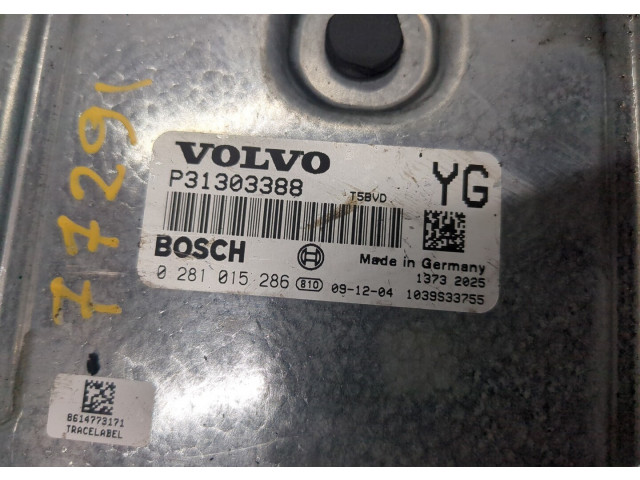 77291
VOLVO
P31303388 T5BVD YG
BOSCH Made in Germany
0 281 015 286 810 09-12-04 1373 2025
1039S33755
8614773171
TRACELABEL